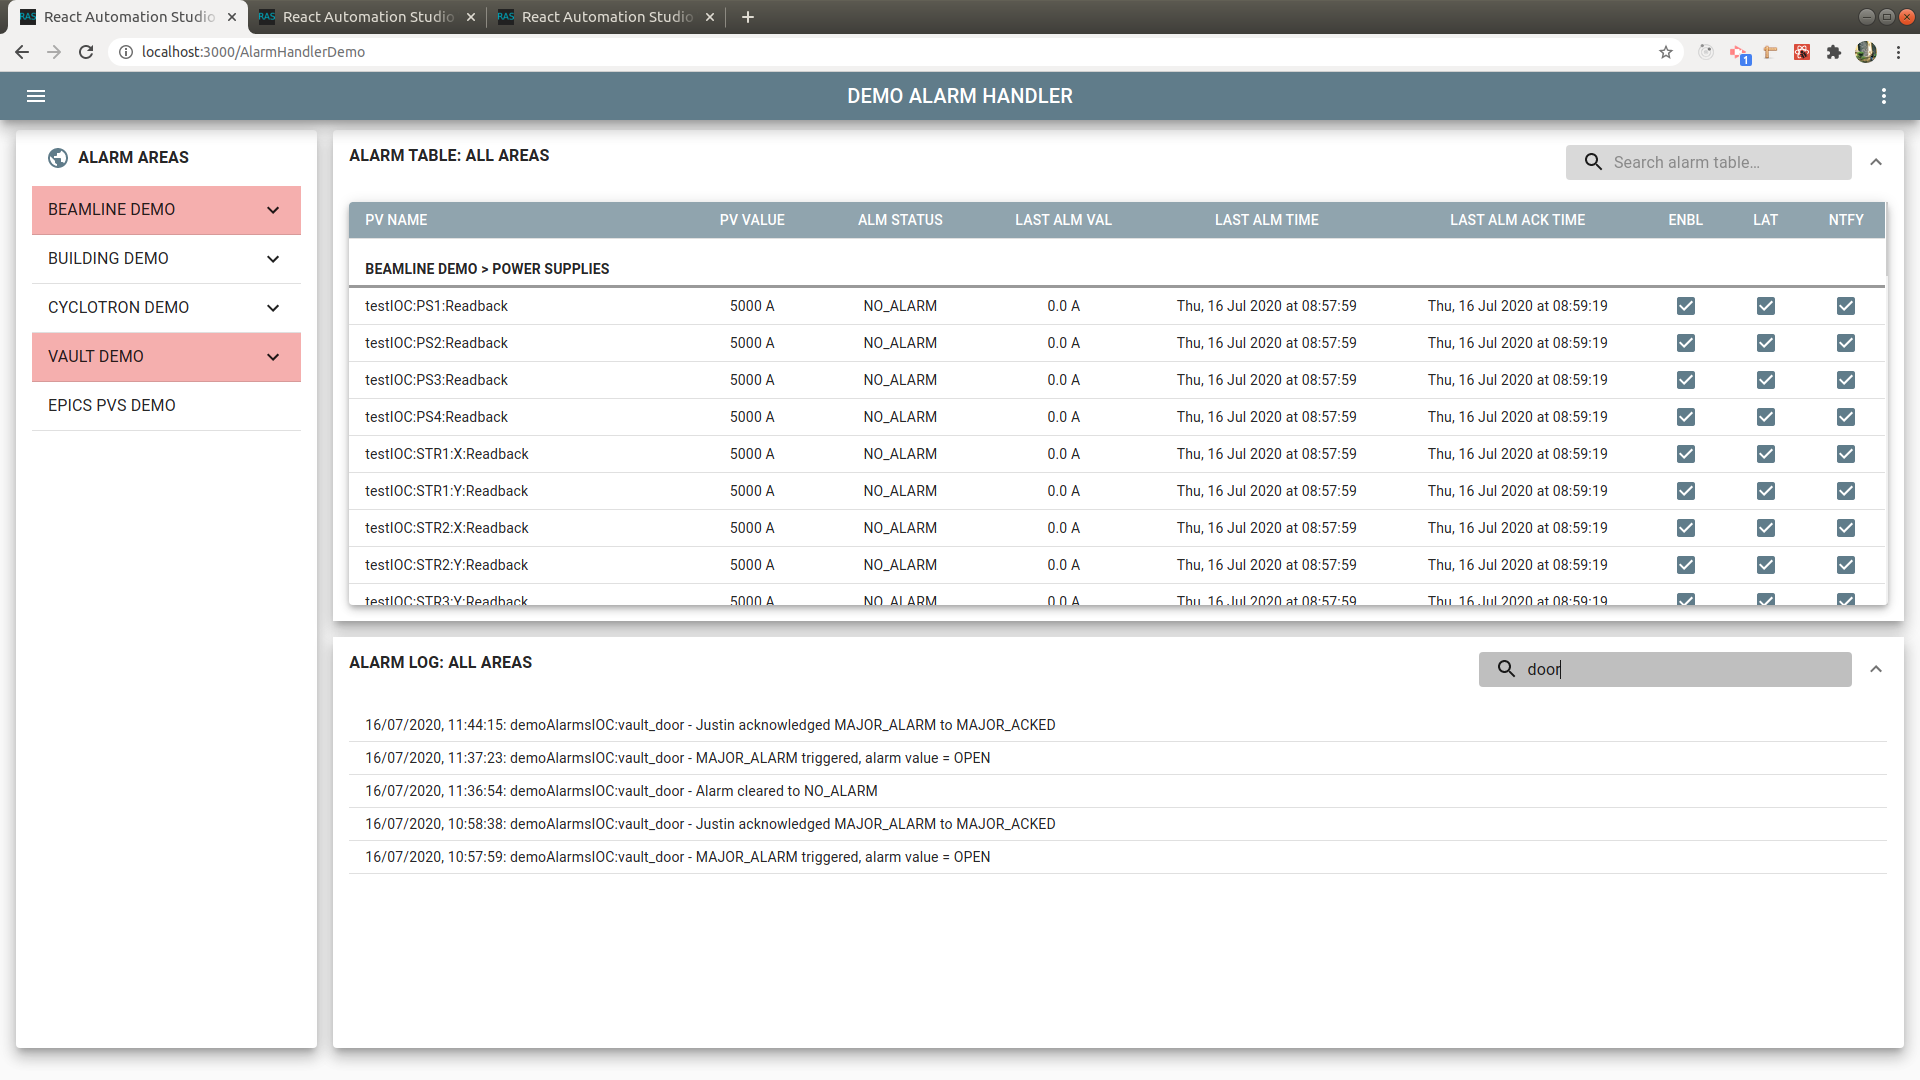 RAS React Automation Studio
RAS React Automation Studio
RAS React Automation Studio
localhost:3000/AlarmHandlerDemo
1
DEMO ALARM HANDLER
ALARM AREAS
BEAMLINE DEMO
BUILDING DEMO
CYCLOTRON DEMO
VAULT DEMO
EPICS PVS DEMO
ALARM TABLE: ALL AREAS
Search alarm table...
PV NAME PV VALUE ALM STATUS LAST ALM VAL LAST ALM TIME LAST ALM ACK TIME ENBL LAT NTFY
BEAMLINE DEMO > POWER SUPPLIES
testIOC:PS1:Readback 5000 A NO_ALARM 0.0 A Thu, 16 Jul 2020 at 08:57:59 Thu, 16 Jul 2020 at 08:59:19
testIOC:PS2:Readback 5000 A NO_ALARM 0.0 A Thu, 16 Jul 2020 at 08:57:59 Thu, 16 Jul 2020 at 08:59:19
testIOC:PS3:Readback 5000 A NO_ALARM 0.0 A Thu, 16 Jul 2020 at 08:57:59 Thu, 16 Jul 2020 at 08:59:19
testIOC:PS4:Readback 5000 A NO_ALARM 0.0 A Thu, 16 Jul 2020 at 08:57:59 Thu, 16 Jul 2020 at 08:59:19
testIOC:STR1:X:Readback 5000 A NO_ALARM 0.0 A Thu, 16 Jul 2020 at 08:57:59 Thu, 16 Jul 2020 at 08:59:19
testIOC:STR1:Y:Readback 5000 A NO_ALARM 0.0 A Thu, 16 Jul 2020 at 08:57:59 Thu, 16 Jul 2020 at 08:59:19
testIOC:STR2:X:Readback 5000 A NO_ALARM 0.0 A Thu, 16 Jul 2020 at 08:57:59 Thu, 16 Jul 2020 at 08:59:19
testIOC:STR2:Y:Readback 5000 A NO_ALARM 0.0 A Thu, 16 Jul 2020 at 08:57:59 Thu, 16 Jul 2020 at 08:59:19
testIOC:STR3:Y:Readback 5000 A NO_ALARM 0.0 A Thu, 16 Jul 2020 at 08:57:59 Thu, 16 Jul 2020 at 08:59:19
ALARM LOG: ALL AREAS
door
16/07/2020, 11:44:15: demoAlarmsIOC:vault_door - Justin acknowledged MAJOR_ALARM to MAJOR_ACKED
16/07/2020, 11:37:23: demoAlarmsIOC:vault_door - MAJOR_ALARM triggered, alarm value = OPEN
16/07/2020, 11:36:54: demoAlarmsIOC:vault_door - Alarm cleared to NO_ALARM
16/07/2020, 10:58:38: demoAlarmsIOC:vault_door - Justin acknowledged MAJOR_ALARM to MAJOR_ACKED
16/07/2020, 10:57:59: demoAlarmsIOC:vault_door - MAJOR_ALARM triggered, alarm value = OPEN